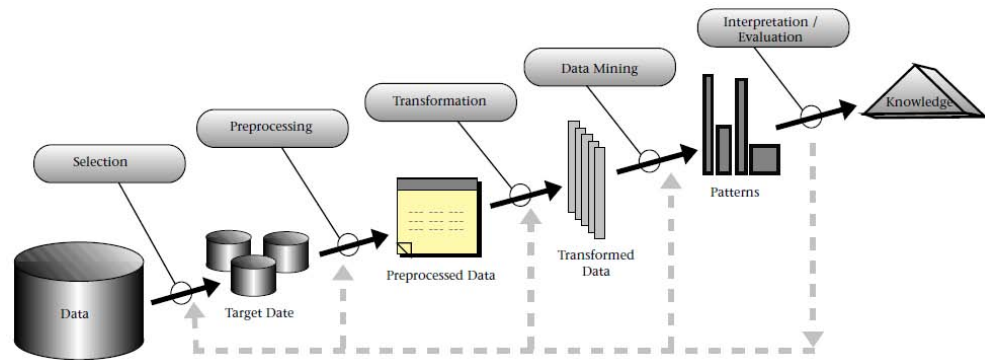 Interpretation /
Evaluation
Data Mining
Transformation
Preprocessing
Selection
Knowledge
Patterns
Transformed
Data
Preprocessed Data
Target Date
Data